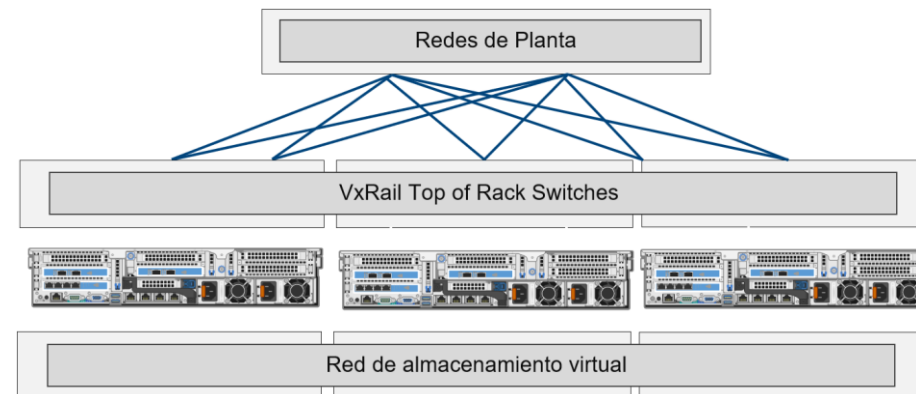 Redes de Planta
VxRail Top of Rack Switches
Red de almacenamiento virtual